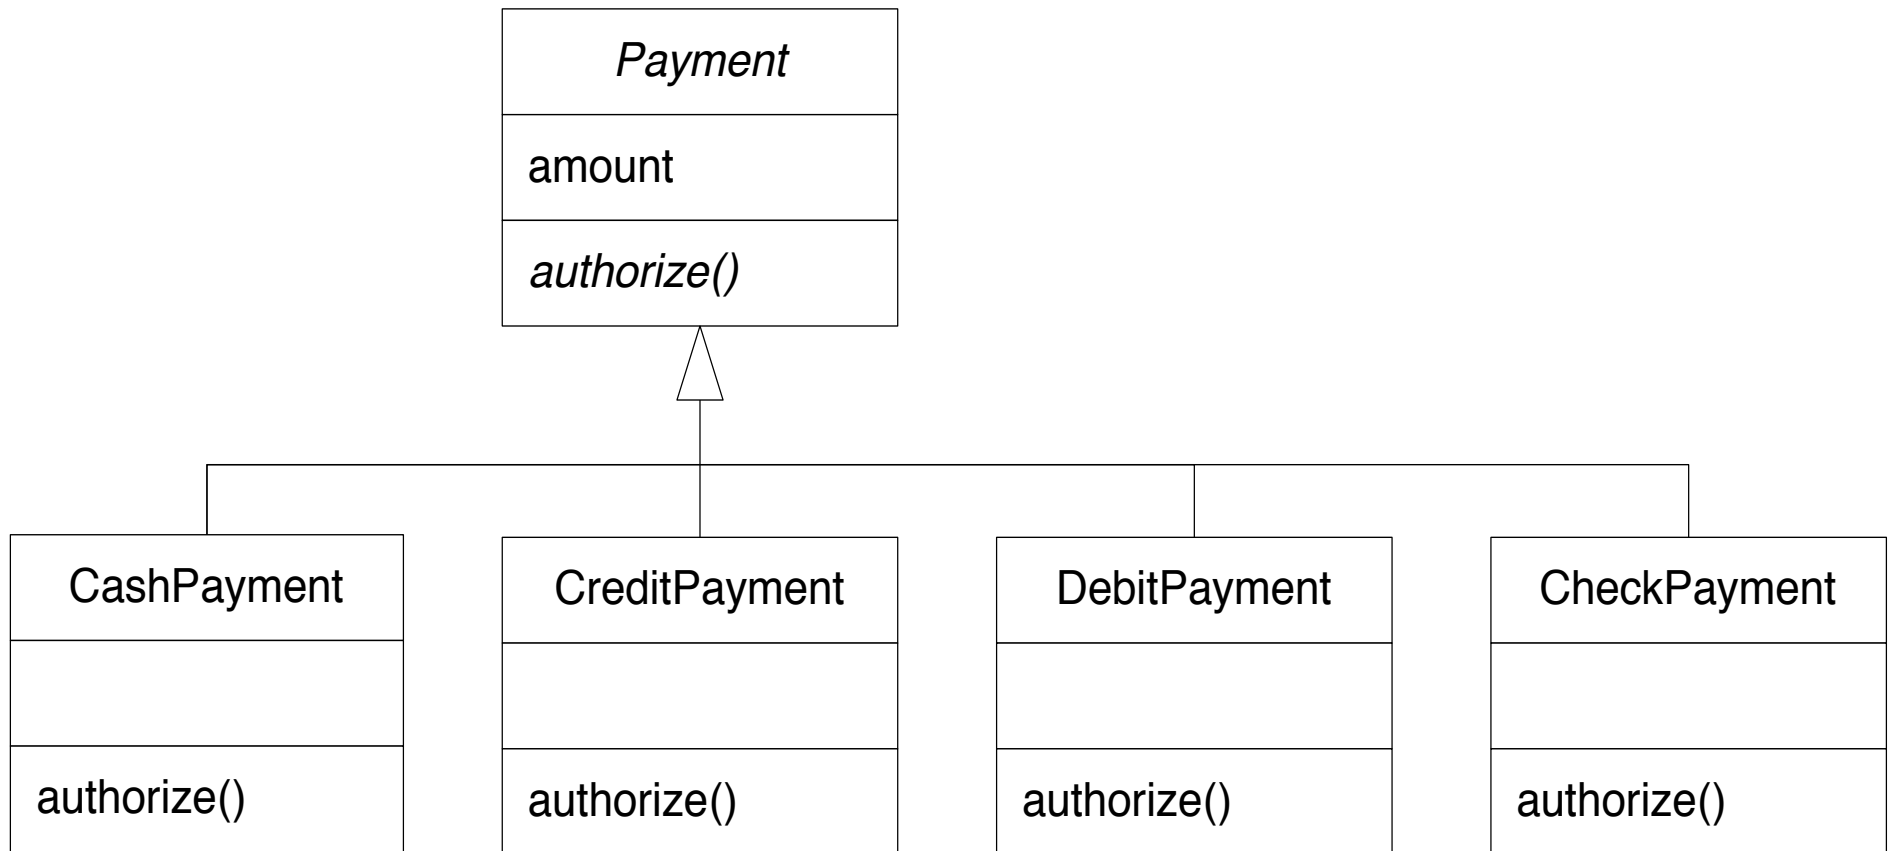 Payment
amount
authorize()
CashPayment
authorize()
CreditPayment
authorize()
DebitPayment
authorize()
CheckPayment
authorize()